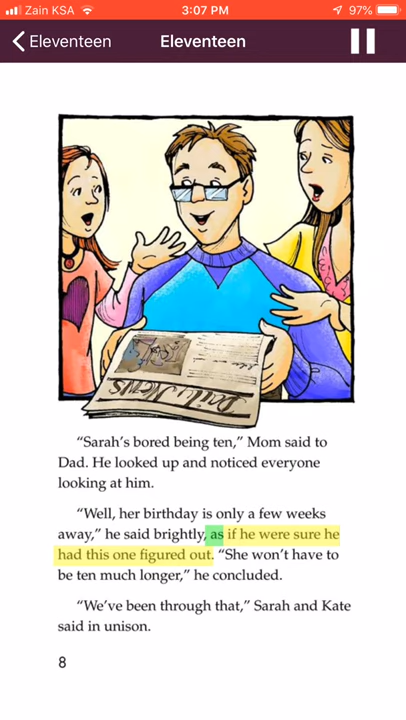 Zain KSA
3:07 PM
97%
Eleventeen
Eleventeen
Daily News
“Sarah’s bored being ten,” Mom said to
Dad. He looked up and noticed everyone
looking at him.
“Well, her birthday is only a few weeks
away,” he said brightly, as if he were sure he
had this one figured out. “She won’t have to
be ten much longer,” he concluded.
“We’ve been through that,” Sarah and Kate
said in unison.
8